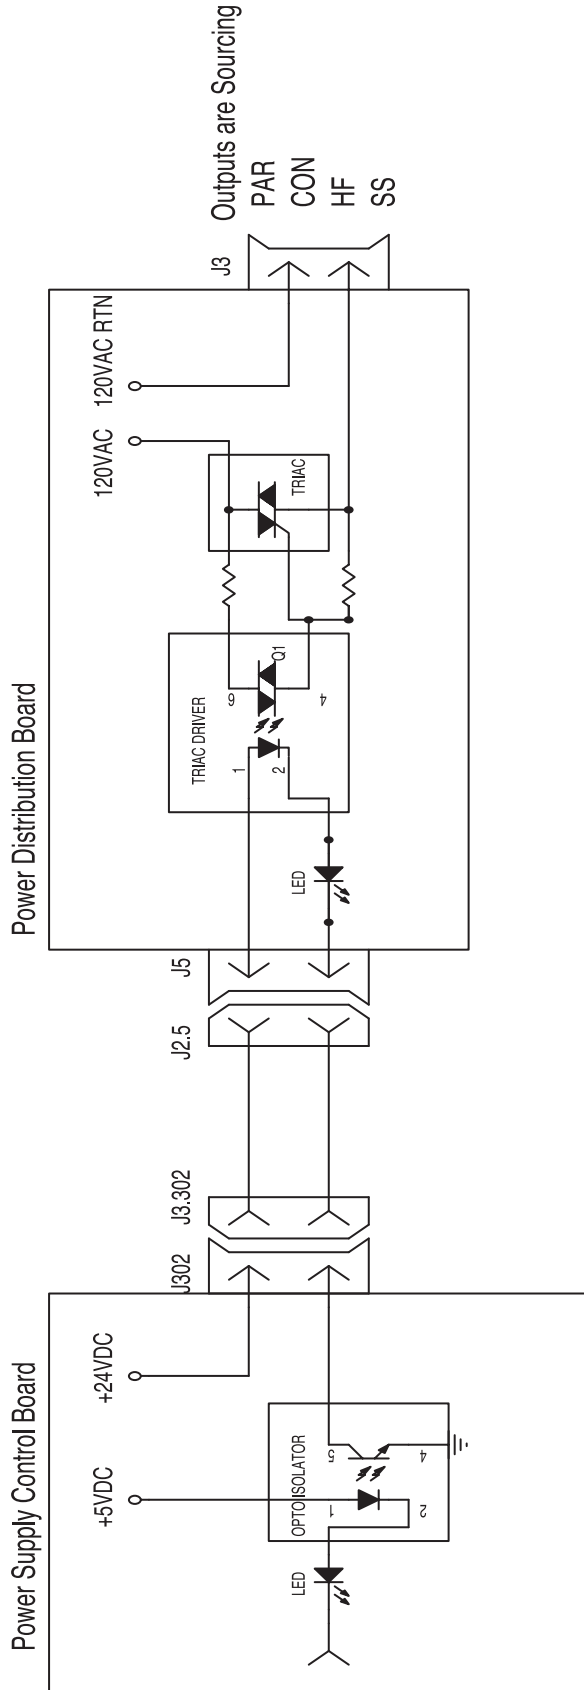 Power Supply Control Board
+5VDC
+24VDC
LED
OPTOISOLATOR
1
2
5
4
J302
J3.302
J2.5
J5
Power Distribution Board
LED
TRIAC DRIVER
1
2
6
4
Q1
TRIAC
120VAC
120VAC RTN
J3
Outputs are Sourcing
PAR
CON
HF
SS